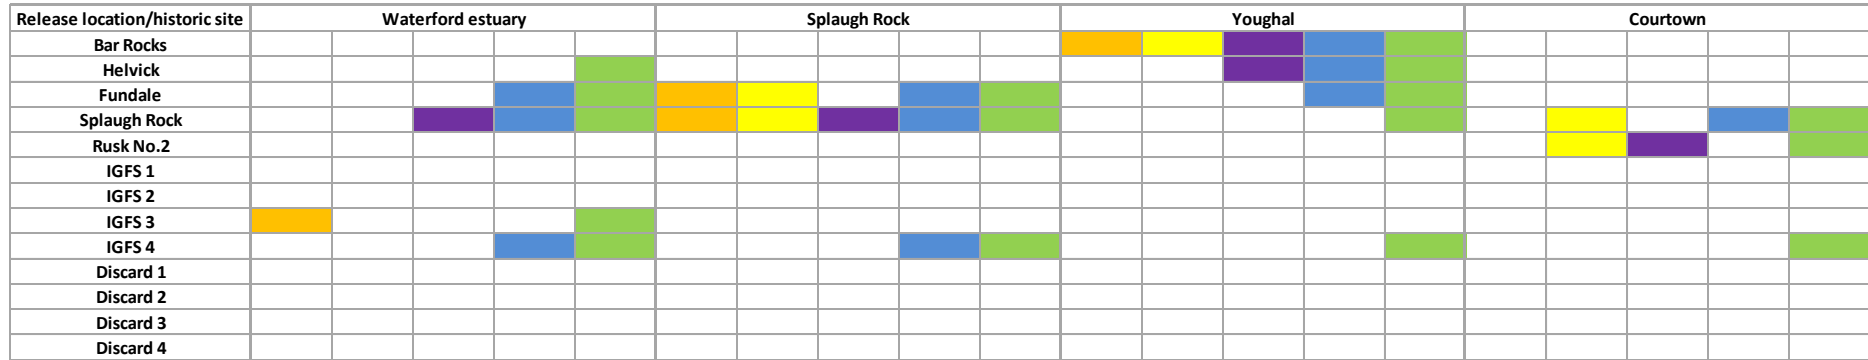 Release location/historic site Waterford estuary Splaugh Rock Youghal Courtown
Bar Rocks
Helvick
Fundale
Splaugh Rock
Rusk No.2
IGFS 1
IGFS 2
IGFS 3
IGFS 4
Discard 1
Discard 2
Discard 3
Discard 4